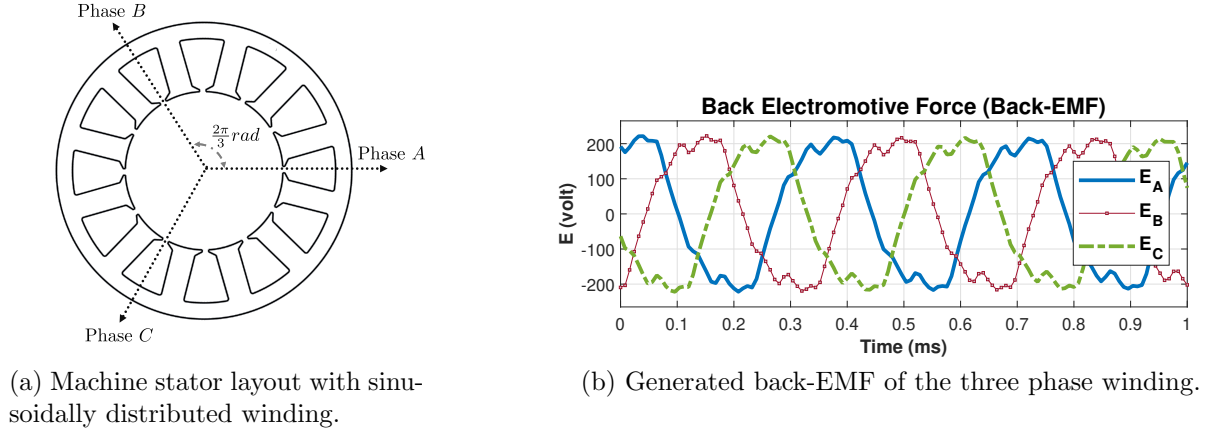 Phase B
2π/3 rad
Phase A
Phase C
(a) Machine stator layout with sinu-
soidally distributed winding.
Back Electromotive Force (Back-EMF)
E (volt)
200
100
0
-100
-200
E_A
E_B
E_C
0 0.1 0.2 0.3 0.4 0.5 0.6 0.7 0.8 0.9 1
Time (ms)
(b) Generated back-EMF of the three phase winding.